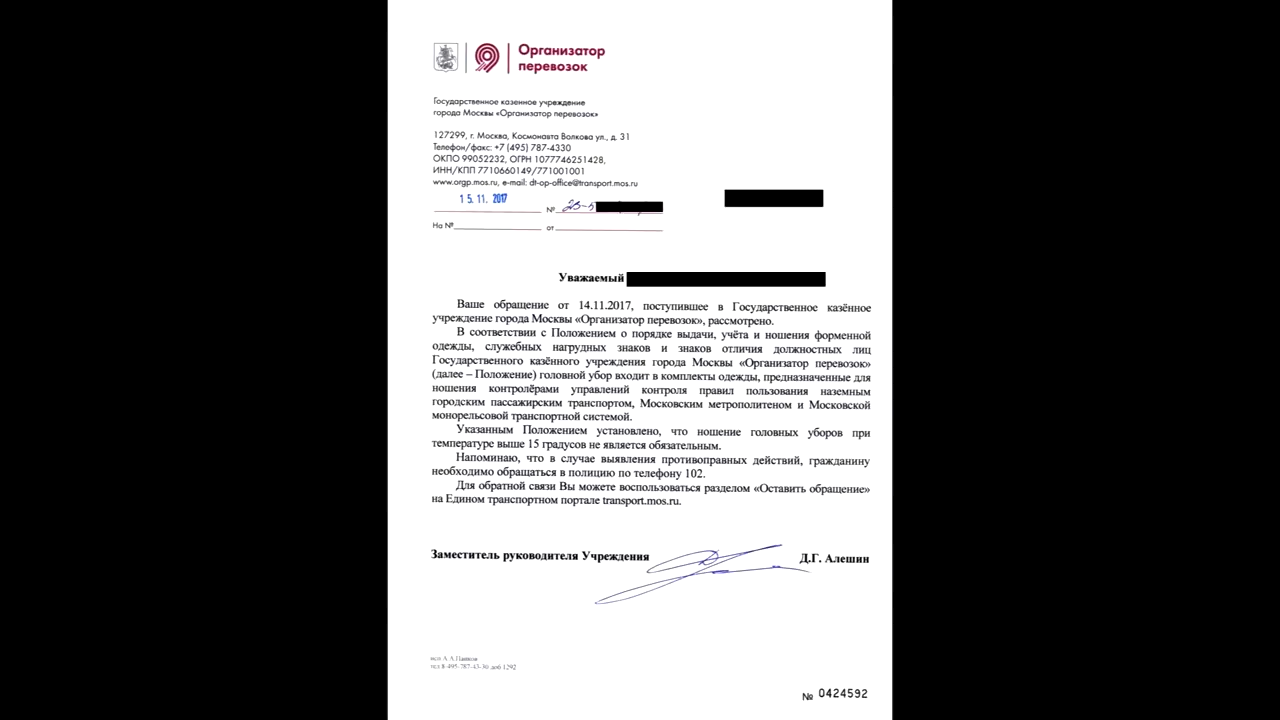 Организатор
перевозок
Государственное казенное учреждение
города Москвы «Организатор перевозок»
127299, г. Москва, Космонавта Волкова ул., д. 31
Телефон/факс: +7 (495) 787-4330
ОКПО 99052232, ОГРН 1077746251428,
ИНН/КПП 7710660149/771001001
www.orgp.mos.ru, e-mail: dt-op-office@transport.mos.ru
15.11.2017 №
На № от
Уважаемый
Ваше обращение от 14.11.2017, поступившее в Государственное казённое
учреждение города Москвы «Организатор перевозок», рассмотрено.
В соответствии с Положением о порядке выдачи, учёта и ношения форменной
одежды, служебных нагрудных знаков и знаков отличия должностных лиц
Государственного казённого учреждения города Москвы «Организатор перевозок»
(далее – Положение) головной убор входит в комплекты одежды, предназначенные для
ношения контролёрами управлений контроля правил пользования наземным
городским пассажирским транспортом, Московским метрополитеном и Московской
монорельсовой транспортной системой.
Указанным Положением установлено, что ношение головных уборов при
температуре выше 15 градусов не является обязательным.
Напоминаю, что в случае выявления противоправных действий, гражданину
необходимо обращаться в полицию по телефону 102.
Для обратной связи Вы можете воспользоваться разделом «Оставить обращение»
на Едином транспортном портале transport.mos.ru.
Заместитель руководителя Учреждения Д.Г. Алешин
тел 8-495-787-43-30 доб 1292
№ 0424592